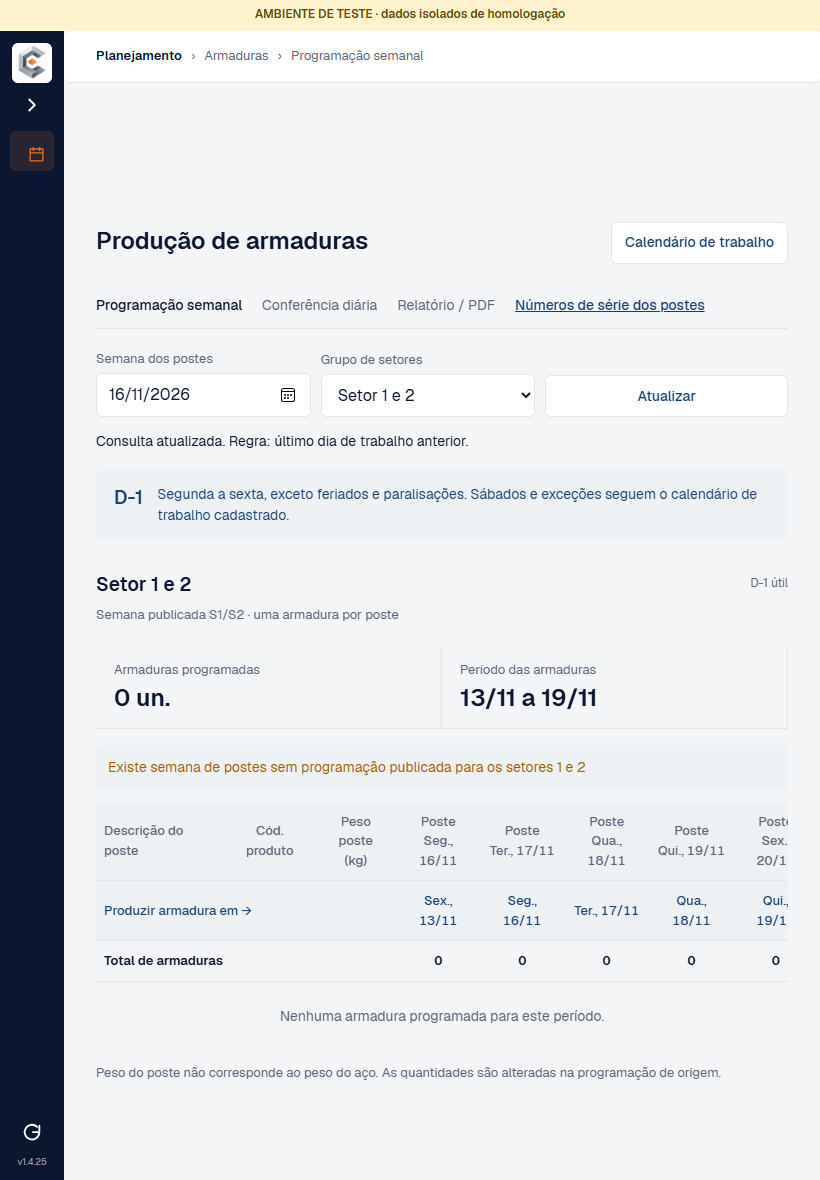 AMBIENTE DE TESTE · dados isolados de homologação
Planejamento › Armaduras › Programação semanal
Produção de armaduras
Calendário de trabalho
Programação semanal Conferência diária Relatório / PDF Números de série dos postes
Semana dos postes
Grupo de setores
16/11/2026
Setor 1 e 2
Atualizar
Consulta atualizada. Regra: último dia de trabalho anterior.
D-1
Segunda a sexta, exceto feriados e paralisações. Sábados e exceções seguem o calendário de
trabalho cadastrado.
Setor 1 e 2
D-1 útil
Semana publicada S1/S2 · uma armadura por poste
Armaduras programadas
0 un.
Período das armaduras
13/11 a 19/11
Existe semana de postes sem programação publicada para os setores 1 e 2
Descrição do
poste
Cód.
produto
Peso
poste
(kg)
Poste
Seg.,
16/11
Poste
Ter., 17/11
Poste
Qua.,
18/11
Poste
Qui., 19/11
Poste
Sex.
20/1
Produzir armadura em →
Sex.,
13/11
Seg.,
16/11
Ter., 17/11
Qua.,
18/11
Qui.,
19/1
Total de armaduras 0 0 0 0 0
Nenhuma armadura programada para este período.
Peso do poste não corresponde ao peso do aço. As quantidades são alteradas na programação de origem.
v1.4.25